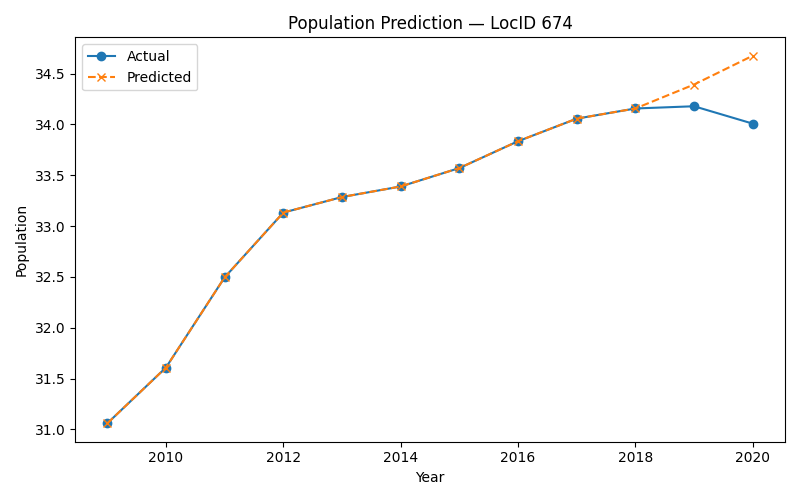 Population Prediction — LocID 674
Actual
Predicted
Population
34.5
34.0
33.5
33.0
32.5
32.0
31.5
31.0
2010 2012 2014 2016 2018 2020
Year